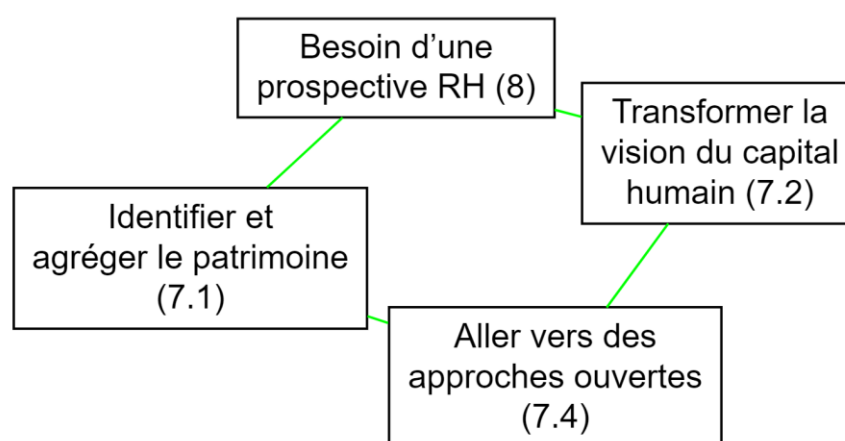 Besoin d’une
prospective RH (8)
Transformer la
vision du capital
humain (7.2)
Identifier et
agréger le patrimoine
(7.1)
Aller vers des
approches ouvertes
(7.4)